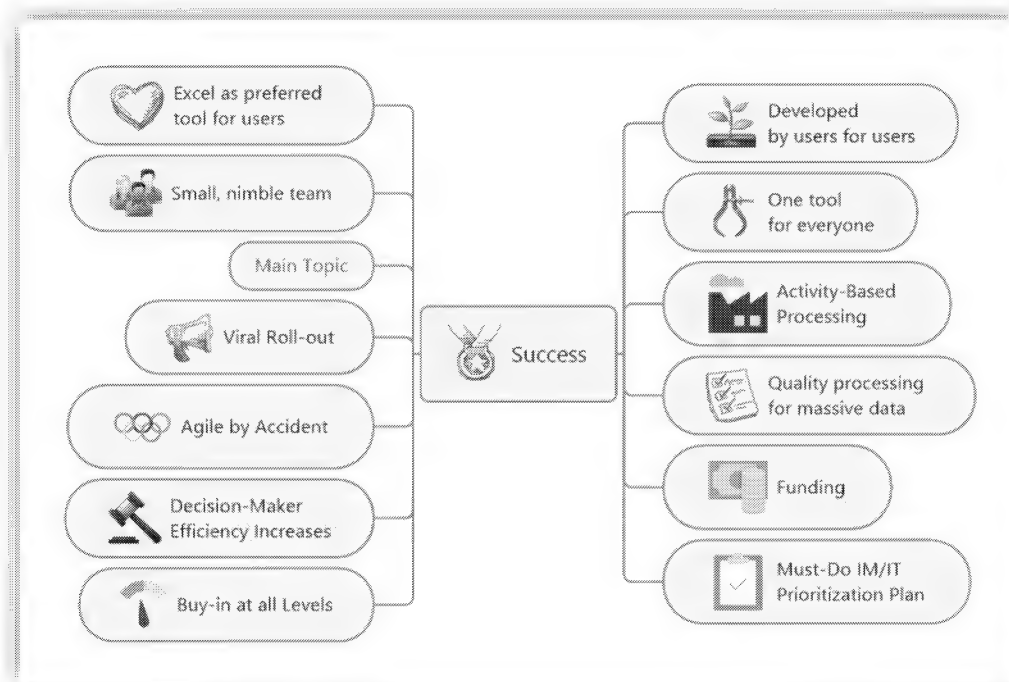 Excel as preferred
tool for users
Small, nimble team
Main Topic
Viral Roll-out
Agile by Accident
Decision-Maker
Efficiency Increases
Buy-in at all Levels
Success
Developed
by users for users
One tool
for everyone
Activity-Based
Processing
Quality processing
for massive data
Funding
Must-Do IM/IT
Prioritization Plan